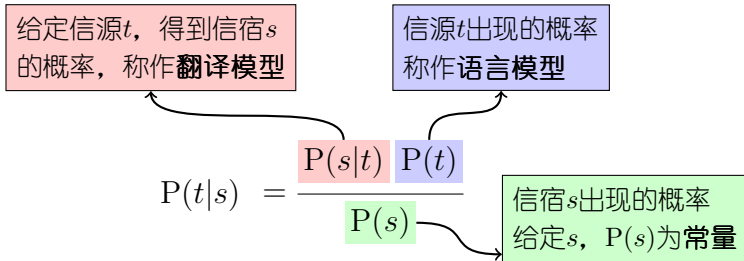 给定信源t，得到信宿s
的概率，称作翻译模型
信源t出现的概率
称作语言模型
P(s|t) P(t)
P(t|s) =
P(s)
信宿s出现的概率
给定s，P(s)为常量